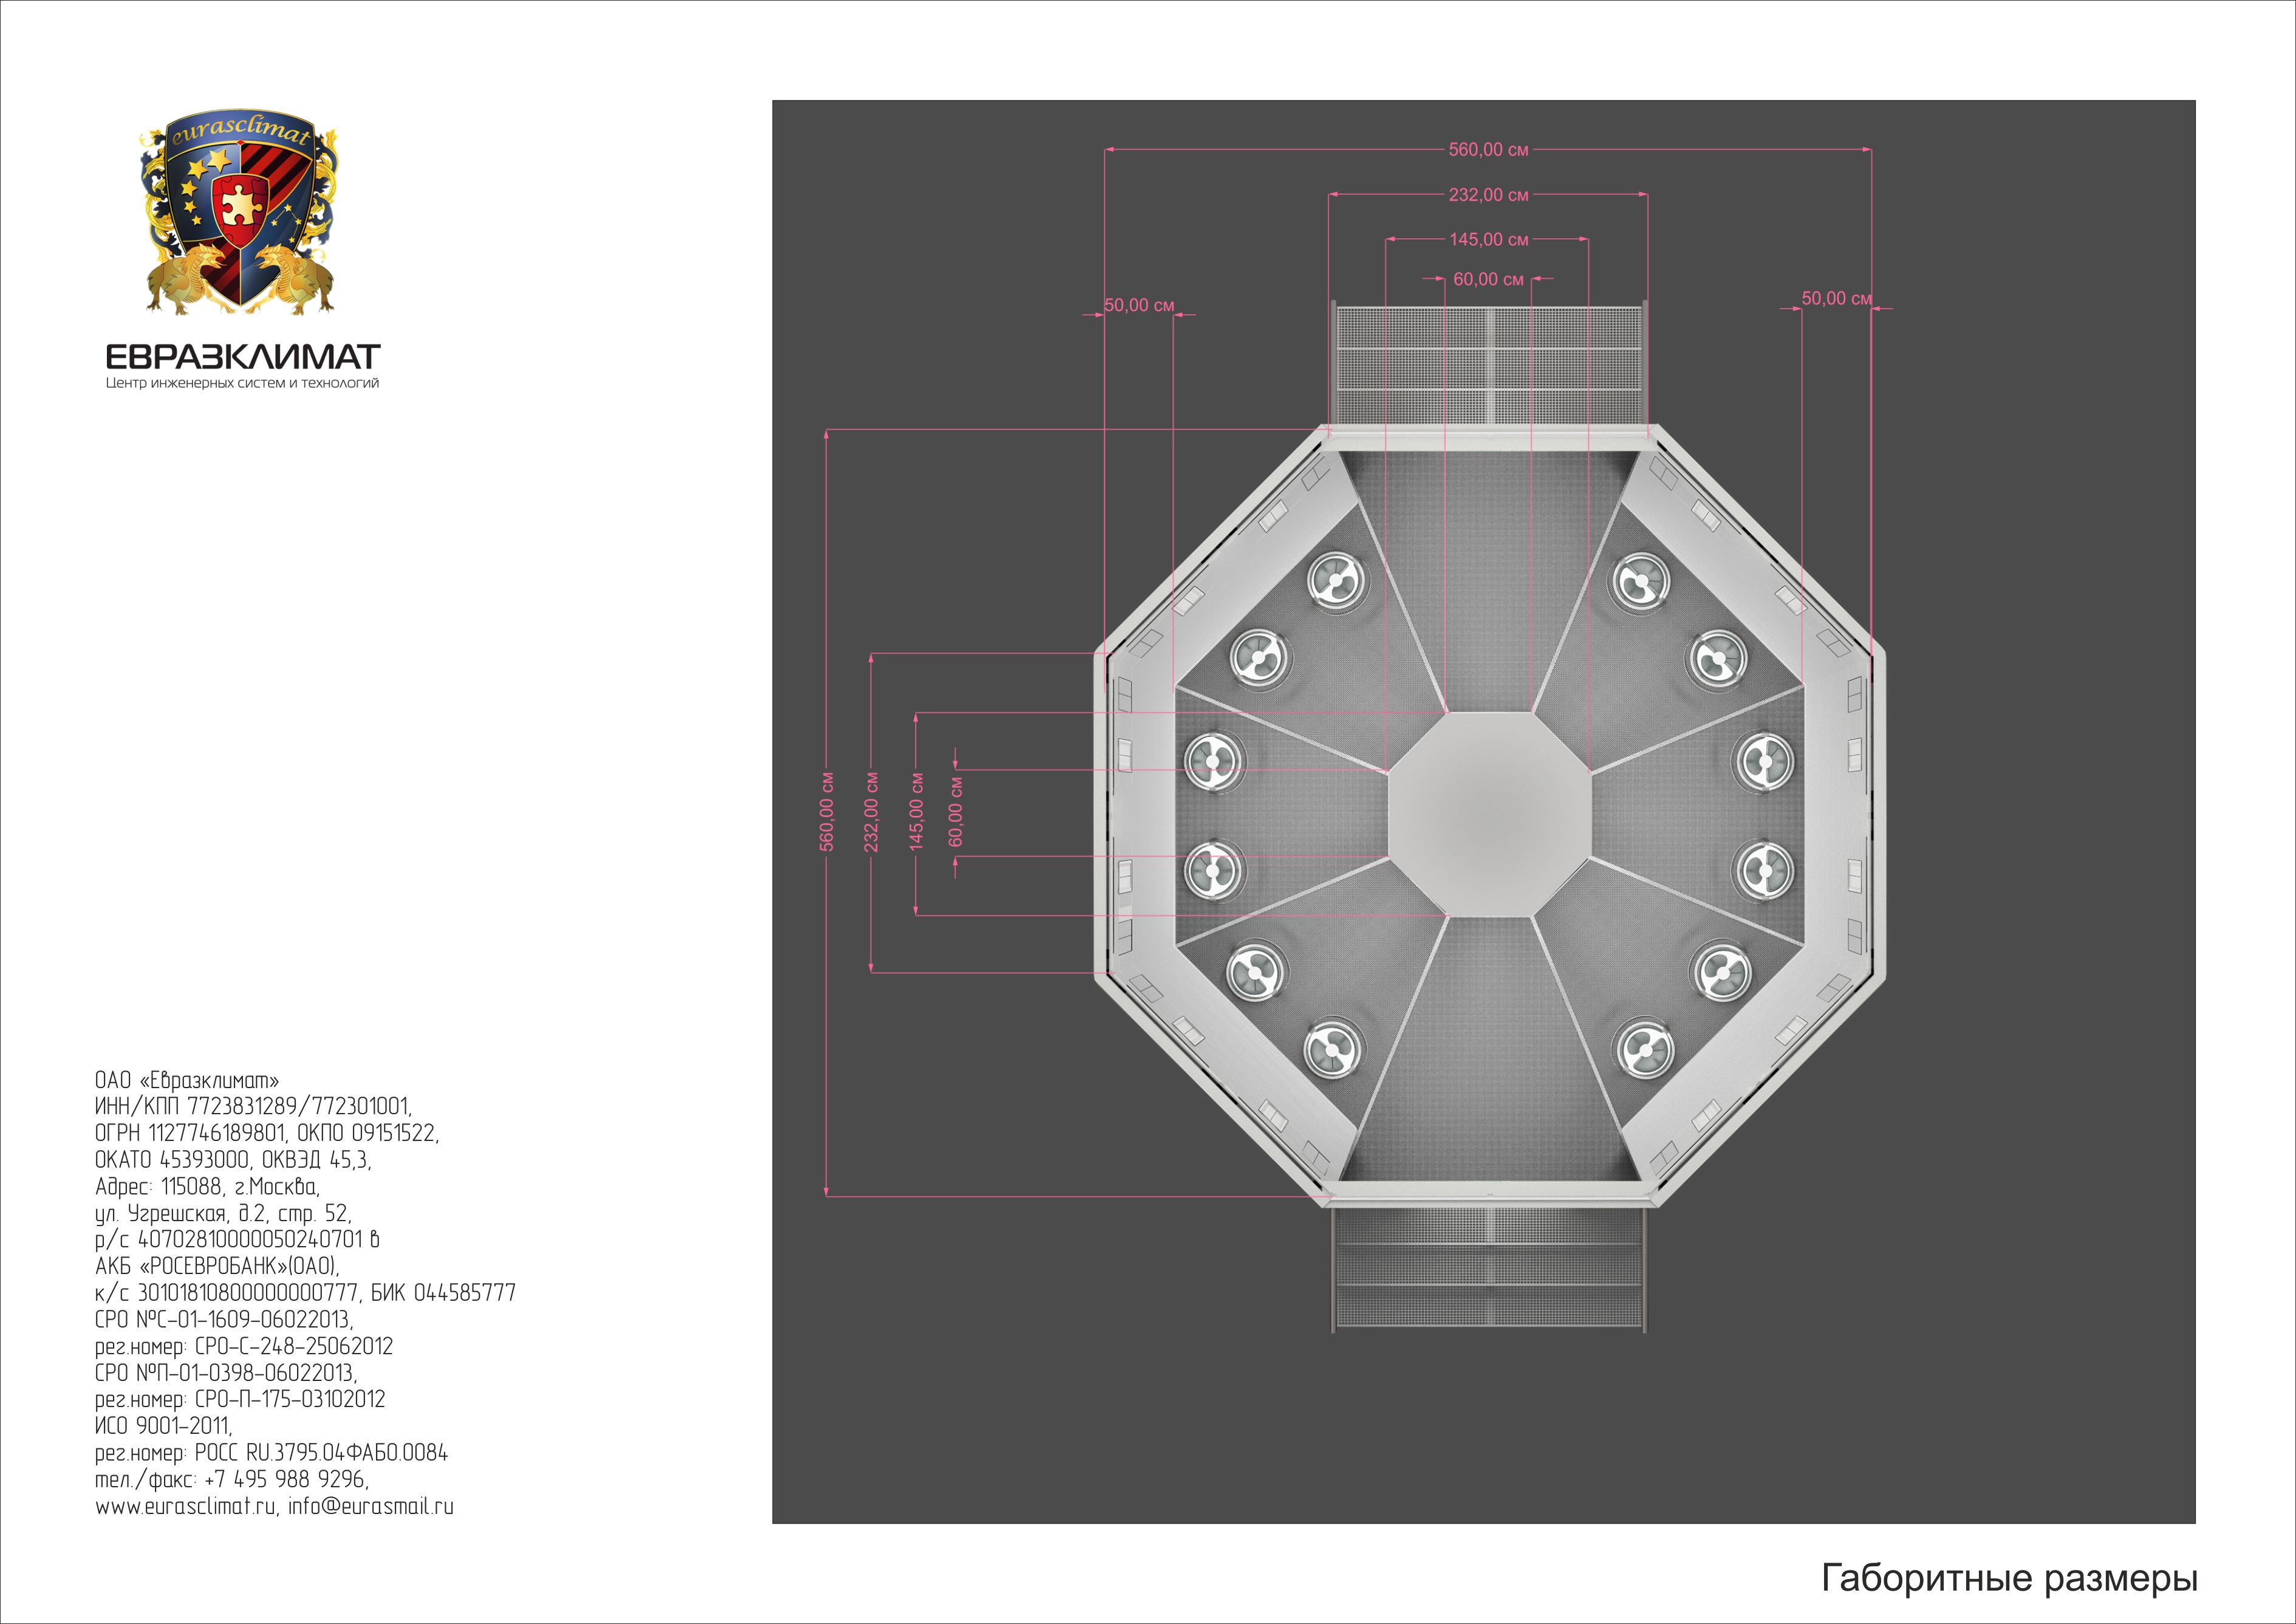 eurasclimat
ЕВРАЗКЛИМАТ
Центр инженерных систем и технологий
560,00 см
232,00 см
145,00 см
60,00 см
50,00 см
50,00 см
560,00 см
232,00 см
145,00 см
60,00 см
ОАО «Евразклимат»
ИНН/КПП 7723831289/772301001,
ОГРН 1127746189801, ОКПО 09151522,
ОКАТО 45393000, ОКВЭД 45,3,
Адрес: 115088, г.Москва,
ул. Угрешская, д.2, стр. 52,
р/с 40702810000050240701 в
АКБ «РОСЕВРОБАНК»(ОАО),
к/с 30101810800000000777, БИК 044585777
СРО №С-01-1609-06022013,
рег.номер: СРО-С-248-25062012
СРО №П-01-0398-06022013,
рег.номер: СРО-П-175-03102012
ИСО 9001-2011,
рег.номер: РОСС RU.3795.04ФАБ0.0084
тел./факс: +7 495 988 9296,
www.eurasclimat.ru, info@eurasmail.ru
Габоритные размеры